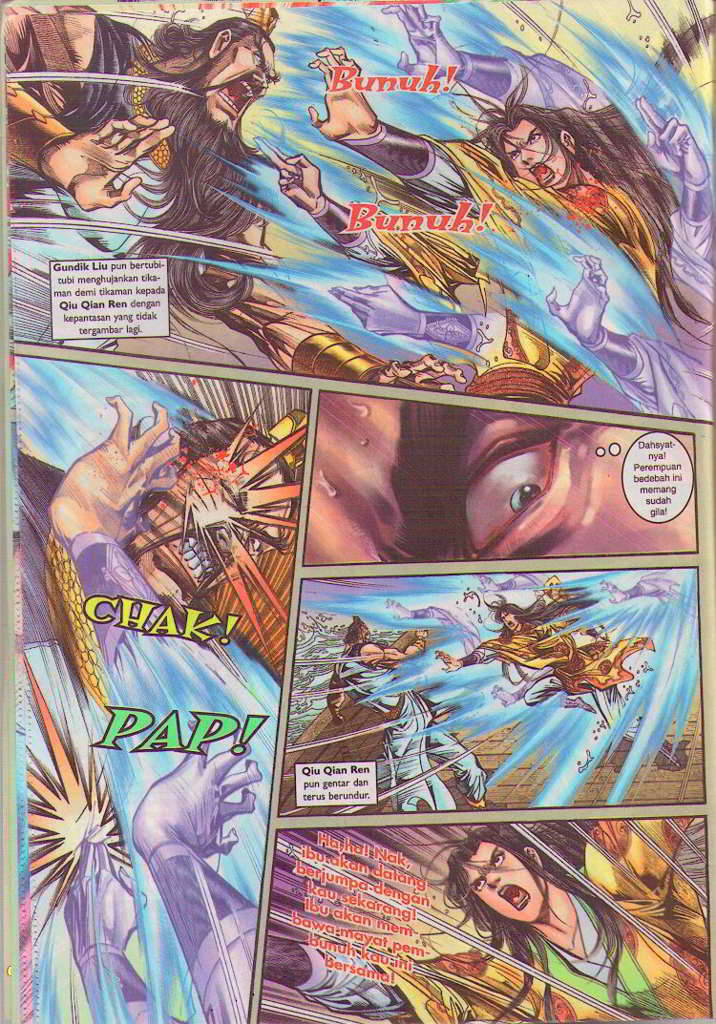 Bunuh!
Bunuh!
Gundik Liu pun bertubi-
tubi menghujankan tika-
man demi tikaman kepada
Qiu Qian Ren dengan
kepantasan yang tidak
tergambar lagi.
Dahsyat-
nya!
Perempuan
bedebah ini
memang
sudah
gila!
CHAK!
PAP!
Qiu Qian Ren
pun gentar dan
terus berundur.
Ha,ha! Nak,
ibu akan datang
berjumpa dengan
kau sekarang!
Ibu akan mem-
bawa mayat pem-
bunuh kau ini
bersama!